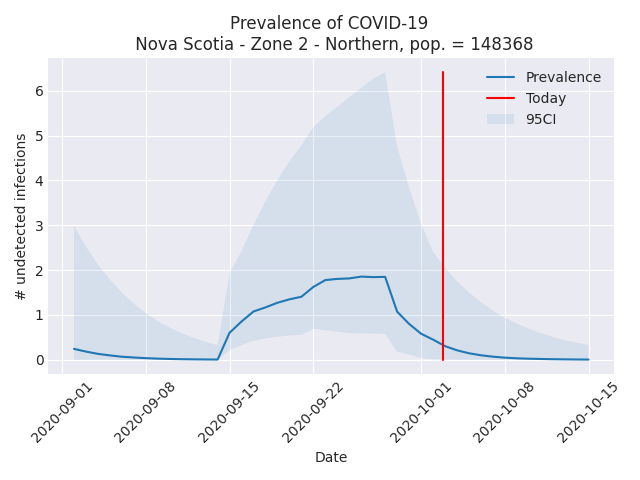 Prevalence of COVID-19
Nova Scotia - Zone 2 - Northern, pop. = 148368
Prevalence
Today
95CI
# undetected infections
6
5
4
3
2
1
0
2020-09-01
2020-09-08
2020-09-15
2020-09-22
2020-10-01
2020-10-08
2020-10-15
Date